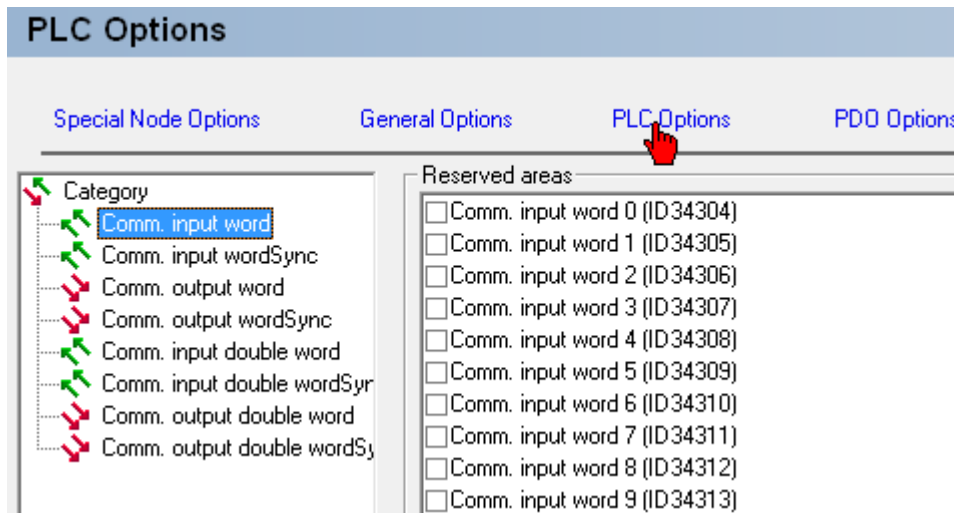 PLC Options
Special Node Options General Options PLC Options PDO Options
Category
Comm. input word
Comm. input wordSync
Comm. output word
Comm. output wordSync
Comm. input double word
Comm. input double wordSyn
Comm. output double word
Comm. output double wordSy
Reserved areas
Comm. input word 0 (ID34304)
Comm. input word 1 (ID34305)
Comm. input word 2 (ID34306)
Comm. input word 3 (ID34307)
Comm. input word 4 (ID34308)
Comm. input word 5 (ID34309)
Comm. input word 6 (ID34310)
Comm. input word 7 (ID34311)
Comm. input word 8 (ID34312)
Comm. input word 9 (ID34313)